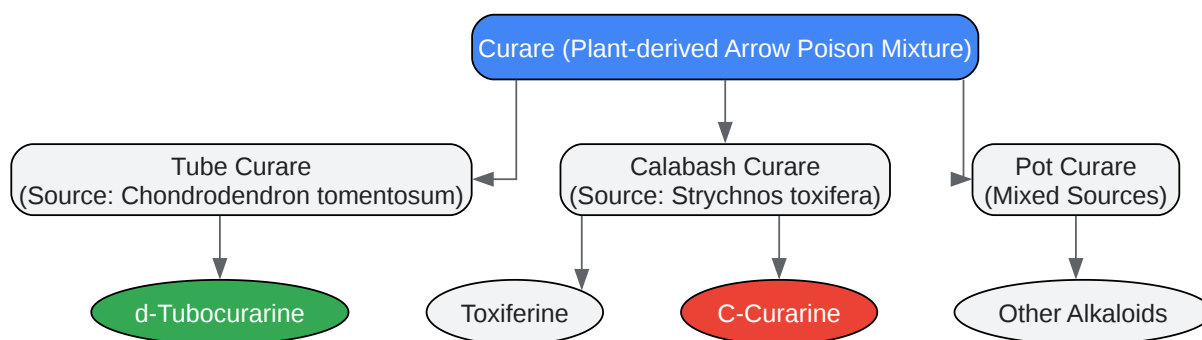 Curare (Plant-derived Arrow Poison Mixture)
Tube Curare
(Source: Chondrodendron tomentosum)
Calabash Curare
(Source: Strychnos toxifera)
Pot Curare
(Mixed Sources)
d-Tubocurarine
Toxiferine
C-Curarine
Other Alkaloids